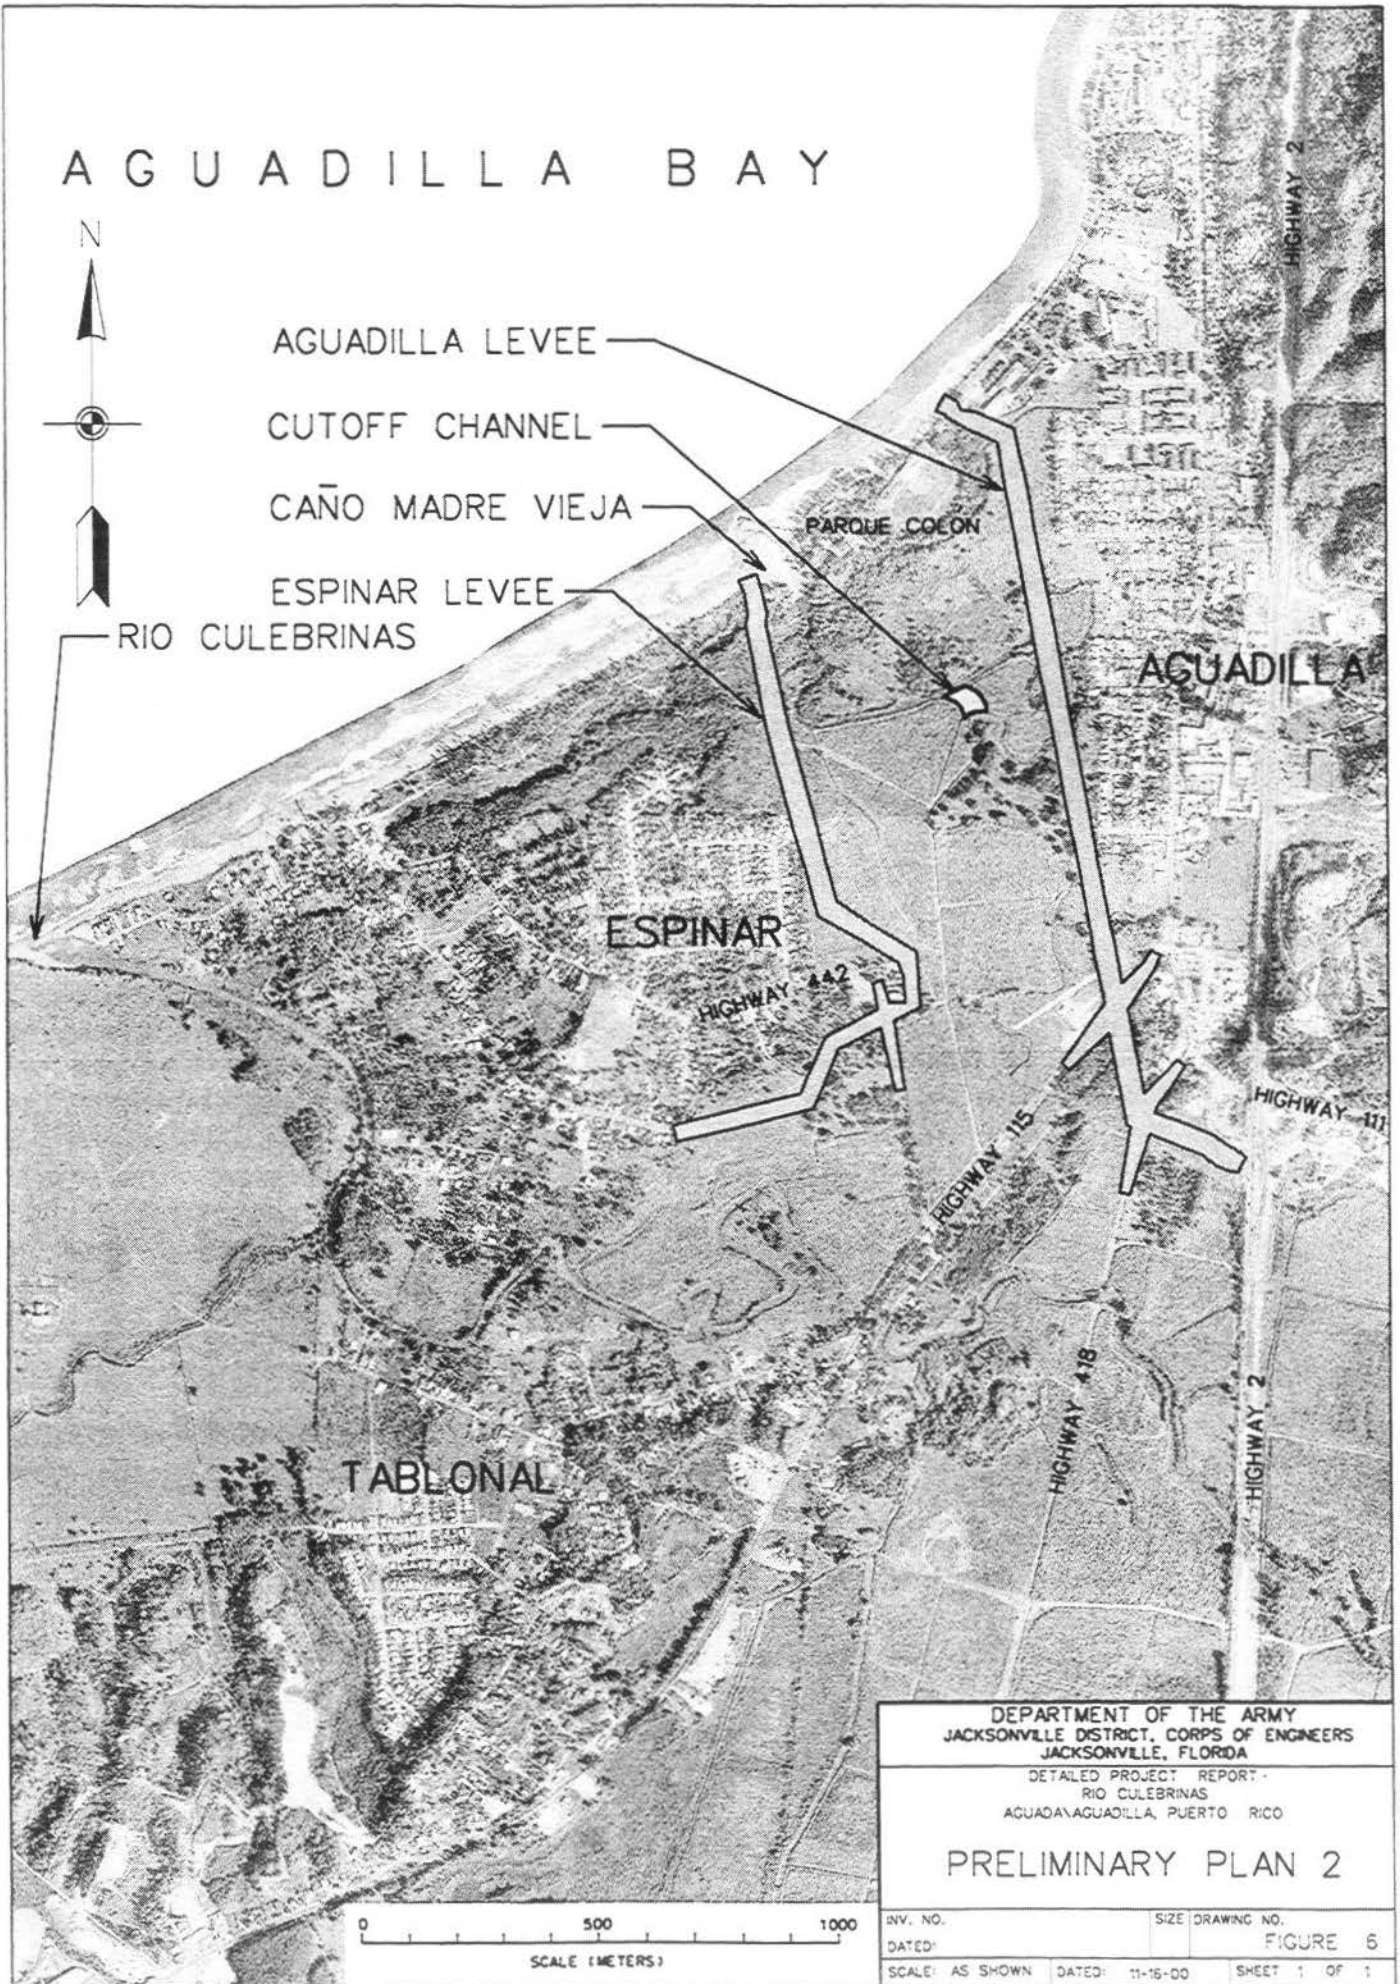 AGUADILLA BAY
N
HIGHWAY 2
AGUADILLA LEVEE
CUTOFF CHANNEL
CAÑO MADRE VIEJA
PARQUE COLON
ESPINAR LEVEE
RIO CULEBRINAS
AGUADILLA
ESPINAR
HIGHWAY 442
HIGHWAY 111
HIGHWAY 115
HIGHWAY 418
HIGHWAY 2
TABLONAL
DEPARTMENT OF THE ARMY
JACKSONVILLE DISTRICT, CORPS OF ENGINEERS
JACKSONVILLE, FLORIDA
DETAILED PROJECT REPORT -
RIO CULEBRINAS
AGUADA\AGUADILLA, PUERTO RICO
PRELIMINARY PLAN 2
0 500 1000
SCALE (METERS)
INV. NO. SIZE DRAWING NO.
DATED: FIGURE 6
SCALE: AS SHOWN DATED: 11-16-00 SHEET 1 OF 1